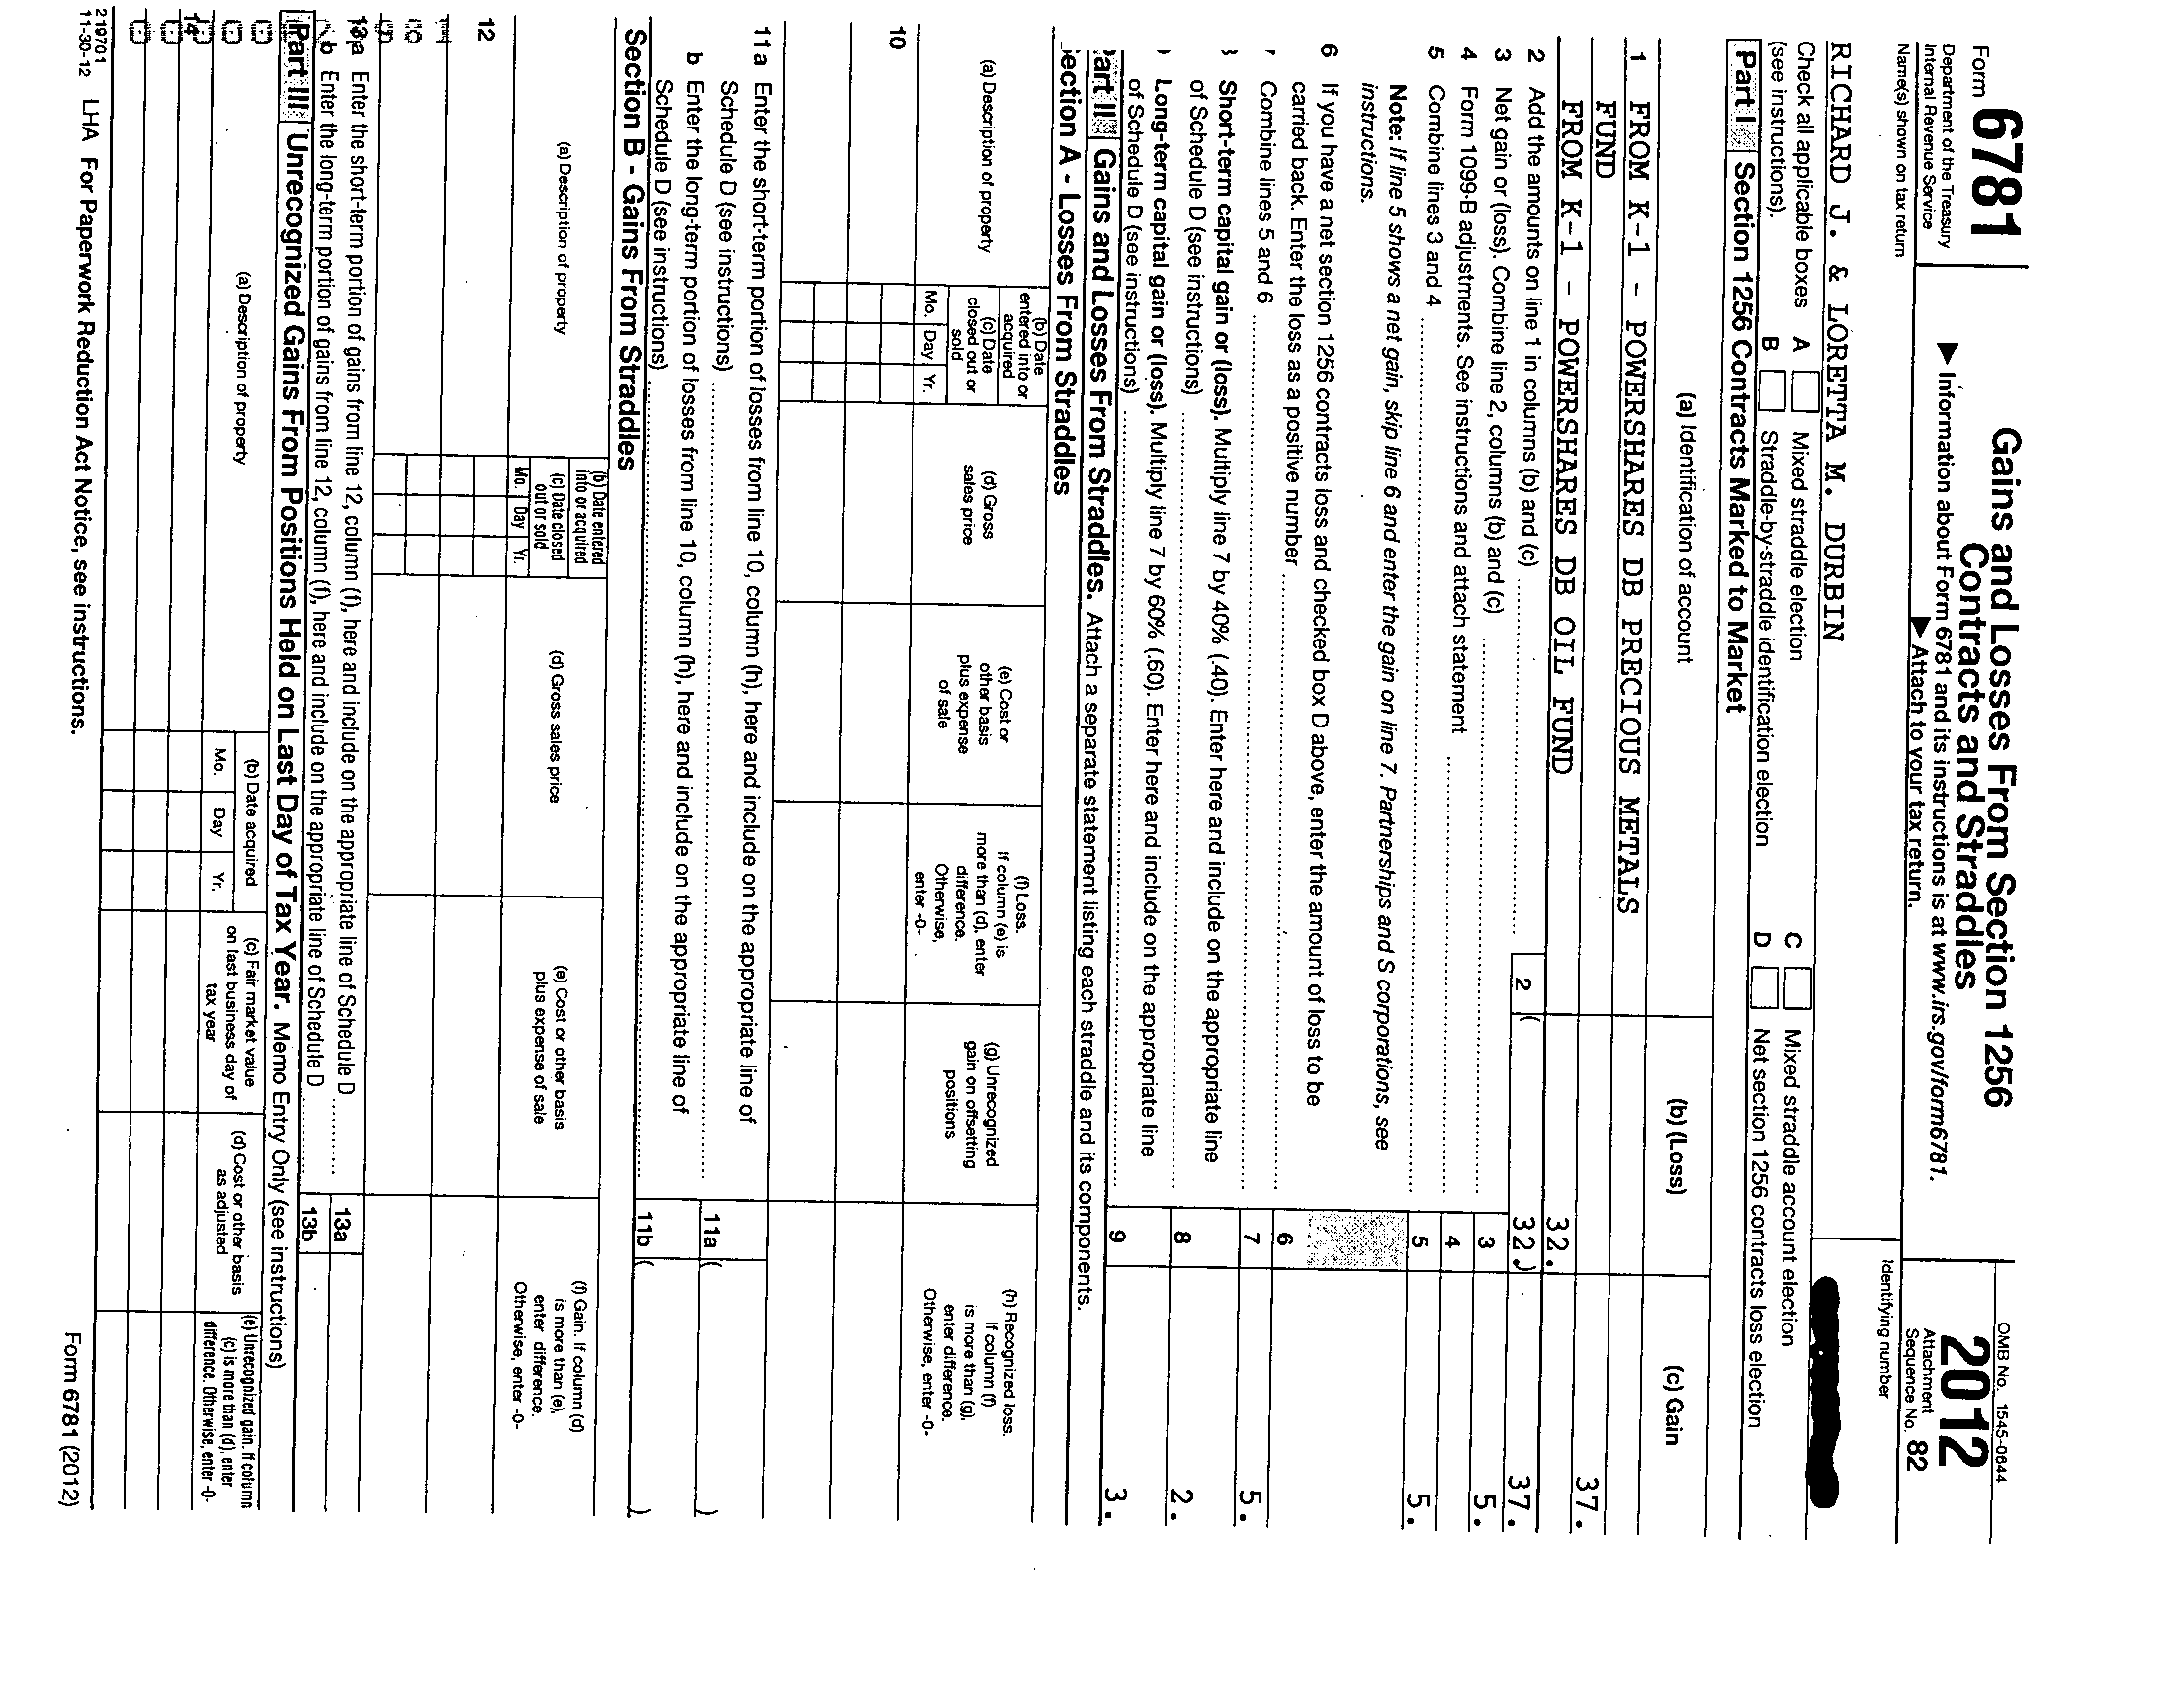 Form 6781
Department of the Treasury
Internal Revenue Service
Gains and Losses From Section 1256
Contracts and Straddles
▶ Information about Form 6781 and its instructions is at www.irs.gov/form6781.
▶ Attach to your tax return.
OMB No. 1545-0644
2012
Attachment
Sequence No. 82
Name(s) shown on tax return
Identifying number
RICHARD J. & LORETTA M. DURBIN
Check all applicable boxes
(see instructions).
A Mixed straddle election
B Straddle-by-straddle identification election
C Mixed straddle account election
D Net section 1256 contracts loss election
Part I Section 1256 Contracts Marked to Market
(a) Identification of account (b) (Loss) (c) Gain
1 FROM K-1 - POWERSHARES DB PRECIOUS METALS
FUND 37.
FROM K-1 - POWERSHARES DB OIL FUND 32.
2 Add the amounts on line 1 in columns (b) and (c) 2 ( 32.) 37.
3 Net gain or (loss). Combine line 2, columns (b) and (c) 3 5.
4 Form 1099-B adjustments. See instructions and attach statement 4
5 Combine lines 3 and 4 5 5.
Note: If line 5 shows a net gain, skip line 6 and enter the gain on line 7. Partnerships and S corporations, see
instructions.
6 If you have a net section 1256 contracts loss and checked box D above, enter the amount of loss to be
carried back. Enter the loss as a positive number 6
Combine lines 5 and 6 7 5.
Short-term capital gain or (loss). Multiply line 7 by 40% (.40). Enter here and include on the appropriate line
of Schedule D (see instructions) 8 2.
Long-term capital gain or (loss). Multiply line 7 by 60% (.60). Enter here and include on the appropriate line
of Schedule D (see instructions) 9 3.
art II Gains and Losses From Straddles. Attach a separate statement listing each straddle and its components.
ection A - Losses From Straddles
(a) Description of property
(b) Date
entered into or
acquired
(c) Date
closed out or
sold
Mo. Day Yr.
(d) Gross
sales price
(e) Cost or
other basis
plus expense
of sale
(f) Loss.
If column (e) is
more than (d), enter
difference.
Otherwise,
enter -0-
(g) Unrecognized
gain on offsetting
positions
(h) Recognized loss.
If column (f)
is more than (g),
enter difference.
Otherwise, enter -0-
10
11a Enter the short-term portion of losses from line 10, column (h), here and include on the appropriate line of
Schedule D (see instructions) 11a ( )
b Enter the long-term portion of losses from line 10, column (h), here and include on the appropriate line of
Schedule D (see instructions) 11b ( )
Section B - Gains From Straddles
(a) Description of property
(b) Date entered
into or acquired
(c) Date closed
out or sold
Mo. Day Yr.
(d) Gross sales price
(e) Cost or other basis
plus expense of sale
(f) Gain. If column (d)
is more than (e),
enter difference.
Otherwise, enter -0-
12
13a Enter the short-term portion of gains from line 12, column (f), here and include on the appropriate line of Schedule D 13a
b Enter the long-term portion of gains from line 12, column (f), here and include on the appropriate line of Schedule D 13b
Part III Unrecognized Gains From Positions Held on Last Day of Tax Year. Memo Entry Only (see instructions)
(a) Description of property
(b) Date acquired
Mo. Day Yr.
(c) Fair market value
on last business day of
tax year
(d) Cost or other basis
as adjusted
(e) Unrecognized gain. If column
(c) is more than (d), enter
difference. Otherwise, enter -0-
14
219701
11-30-12 LHA For Paperwork Reduction Act Notice, see instructions. Form 6781 (2012)